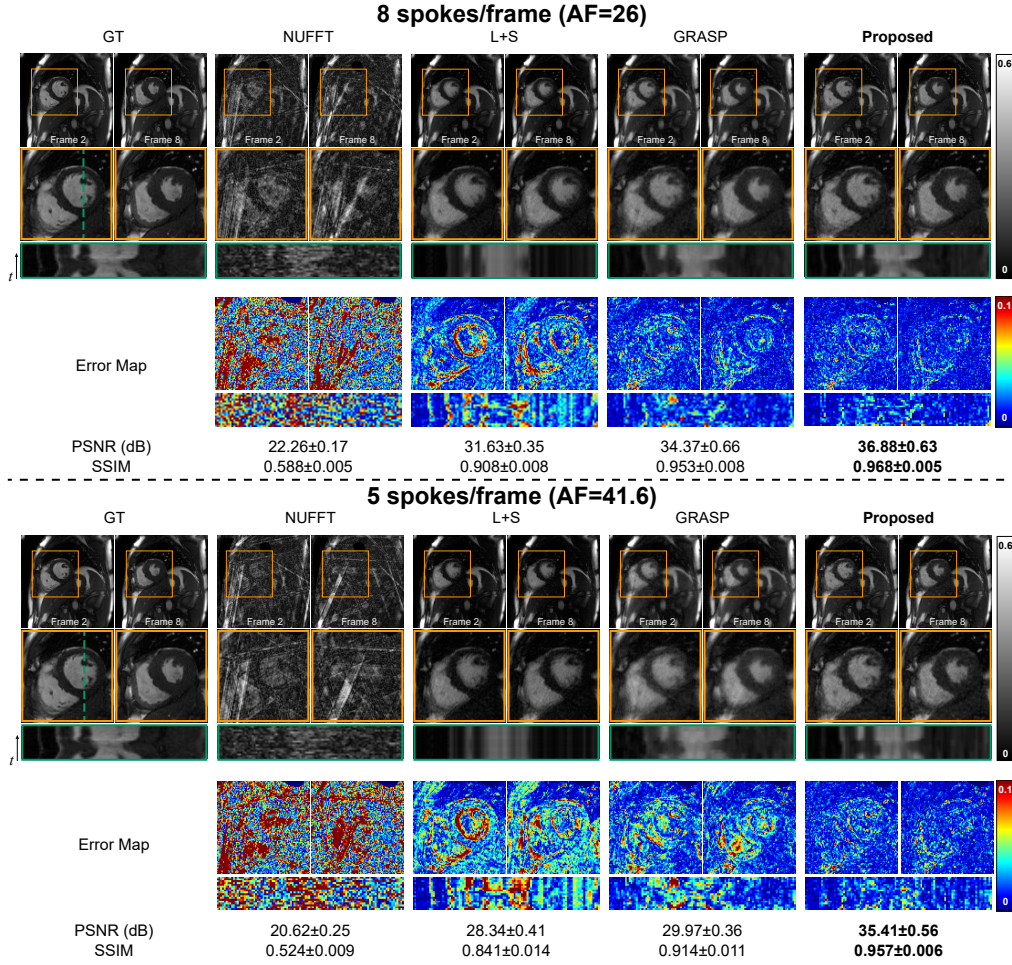 8 spokes/frame (AF=26)
GT NUFFT L+S GRASP Proposed
0.6
Frame 2 Frame 8 Frame 2 Frame 8 Frame 2 Frame 8 Frame 2 Frame 8 Frame 2 Frame 8
t
0
0.1
Error Map
0
PSNR (dB) 22.26±0.17 31.63±0.35 34.37±0.66 36.88±0.63
SSIM 0.588±0.005 0.908±0.008 0.953±0.008 0.968±0.005
5 spokes/frame (AF=41.6)
GT NUFFT L+S GRASP Proposed
0.6
Frame 2 Frame 8 Frame 2 Frame 8 Frame 2 Frame 8 Frame 2 Frame 8 Frame 2 Frame 8
t
0
0.1
Error Map
0
PSNR (dB) 20.62±0.25 28.34±0.41 29.97±0.36 35.41±0.56
SSIM 0.524±0.009 0.841±0.014 0.914±0.011 0.957±0.006